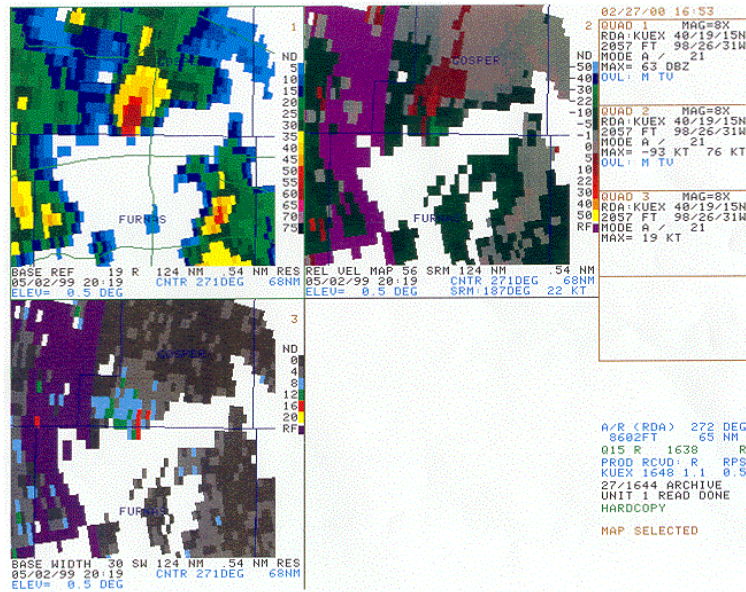 02/27/00 16:53
1
ND
5
10
15
20
25
30
35
40
45
50
55
60
65
70
75
GOSPER
FURNAS
BASE REF 19 R 124 NM .54 NM RES
05/02/99 20:19 CNTR 271DEG 68NM
ELEV= 0.5 DEG
2
ND
-50
-40
-30
-22
-10
-5
-1
0
5
10
22
30
40
50
RF
GOSPER
FURNAS
REL VEL MAP 56 SRM 124 NM .54 NM RES
05/02/99 20:19 CNTR 271DEG 68NM
ELEV= 0.5 DEG SRM:187DEG 22 KT
3
ND
0
4
8
12
16
20
RF
GOSPER
FURNAS
BASE WIDTH 30 SW 124 NM .54 NM RES
05/02/99 20:19 CNTR 271DEG 68NM
ELEV= 0.5 DEG
QUAD 1 MAG=8X
RDA:KUEX 40/19/15N
2057 FT 98/26/31W
MODE A / 21
MAX= 63 DBZ
OVL: M TV
QUAD 2 MAG=8X
RDA:KUEX 40/19/15N
2057 FT 98/26/31W
MODE A / 21
MAX= -93 KT 76 KT
OVL: M TV
QUAD 3 MAG=8X
RDA:KUEX 40/19/15N
2057 FT 98/26/31W
MODE A / 21
MAX= 19 KT
A/R (RDA) 272 DEG
8602FT 65 NM
Q15 R 1638 R
PROD RCVD: R RPS
KUEX 1648 1.1 0.5
27/1644 ARCHIVE
UNIT 1 READ DONE
HARDCOPY
MAP SELECTED